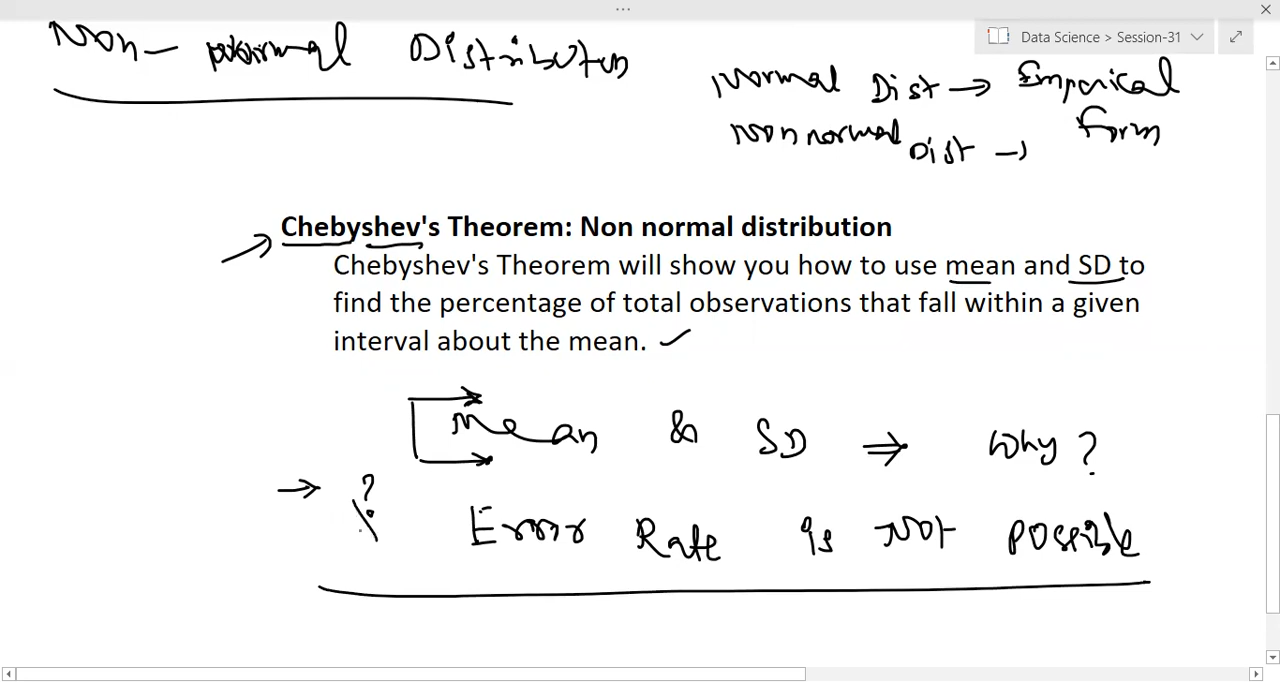 ...
Data Science > Session-31
Non-Normal Distribution
Normal Dist → Emperical
Form
Non normal Dist →
Chebyshev's Theorem: Non normal distribution
Chebyshev's Theorem will show you how to use mean and SD to
find the percentage of total observations that fall within a given
interval about the mean. ✓
Mean & SD ⇒ Why?
→ ?
Error Rate is Not possible